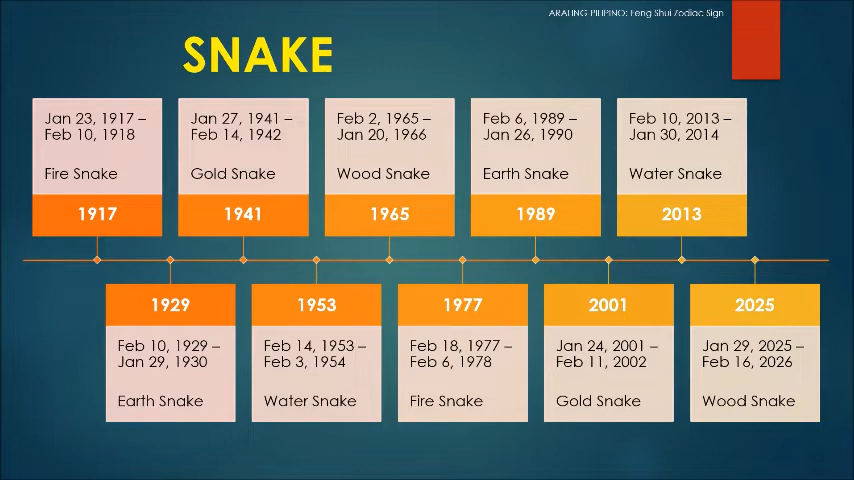 ARALING PILIPINO: Feng Shui Zodiac Sign
SNAKE
Jan 23, 1917 –
Feb 10, 1918
Fire Snake
1917
Jan 27, 1941 –
Feb 14, 1942
Gold Snake
1941
Feb 2, 1965 –
Jan 20, 1966
Wood Snake
1965
Feb 6, 1989 –
Jan 26, 1990
Earth Snake
1989
Feb 10, 2013 –
Jan 30, 2014
Water Snake
2013
1929
Feb 10, 1929 –
Jan 29, 1930
Earth Snake
1953
Feb 14, 1953 –
Feb 3, 1954
Water Snake
1977
Feb 18, 1977 –
Feb 6, 1978
Fire Snake
2001
Jan 24, 2001 –
Feb 11, 2002
Gold Snake
2025
Jan 29, 2025 –
Feb 16, 2026
Wood Snake